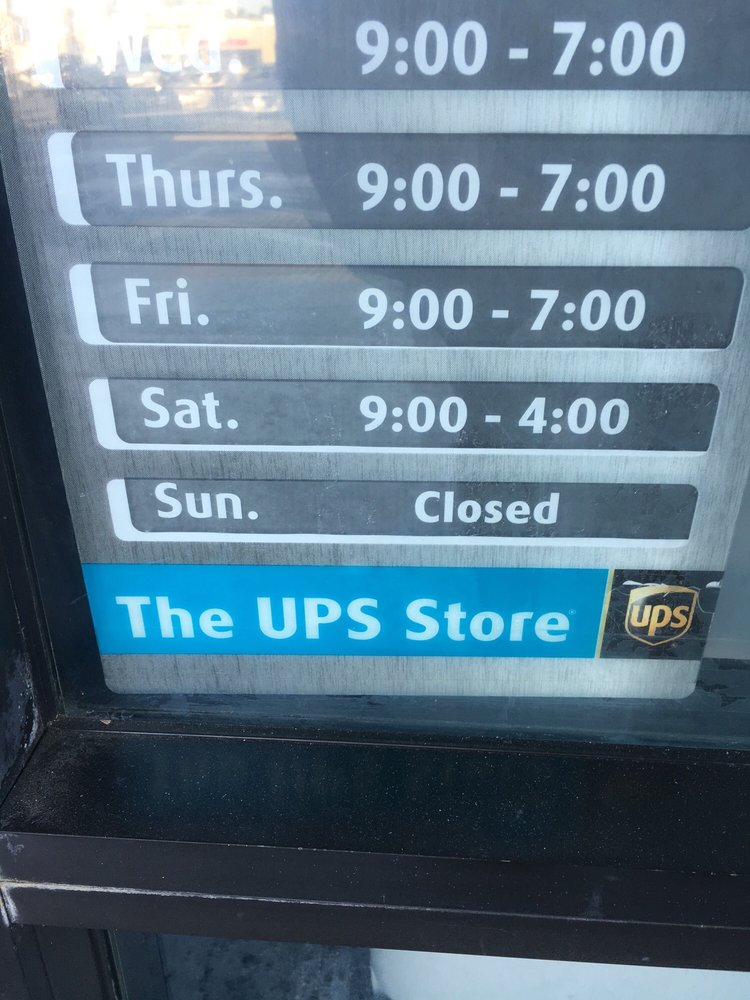 Wed. 9:00 - 7:00
Thurs. 9:00 - 7:00
Fri. 9:00 - 7:00
Sat. 9:00 - 4:00
Sun. Closed
The UPS Store ups